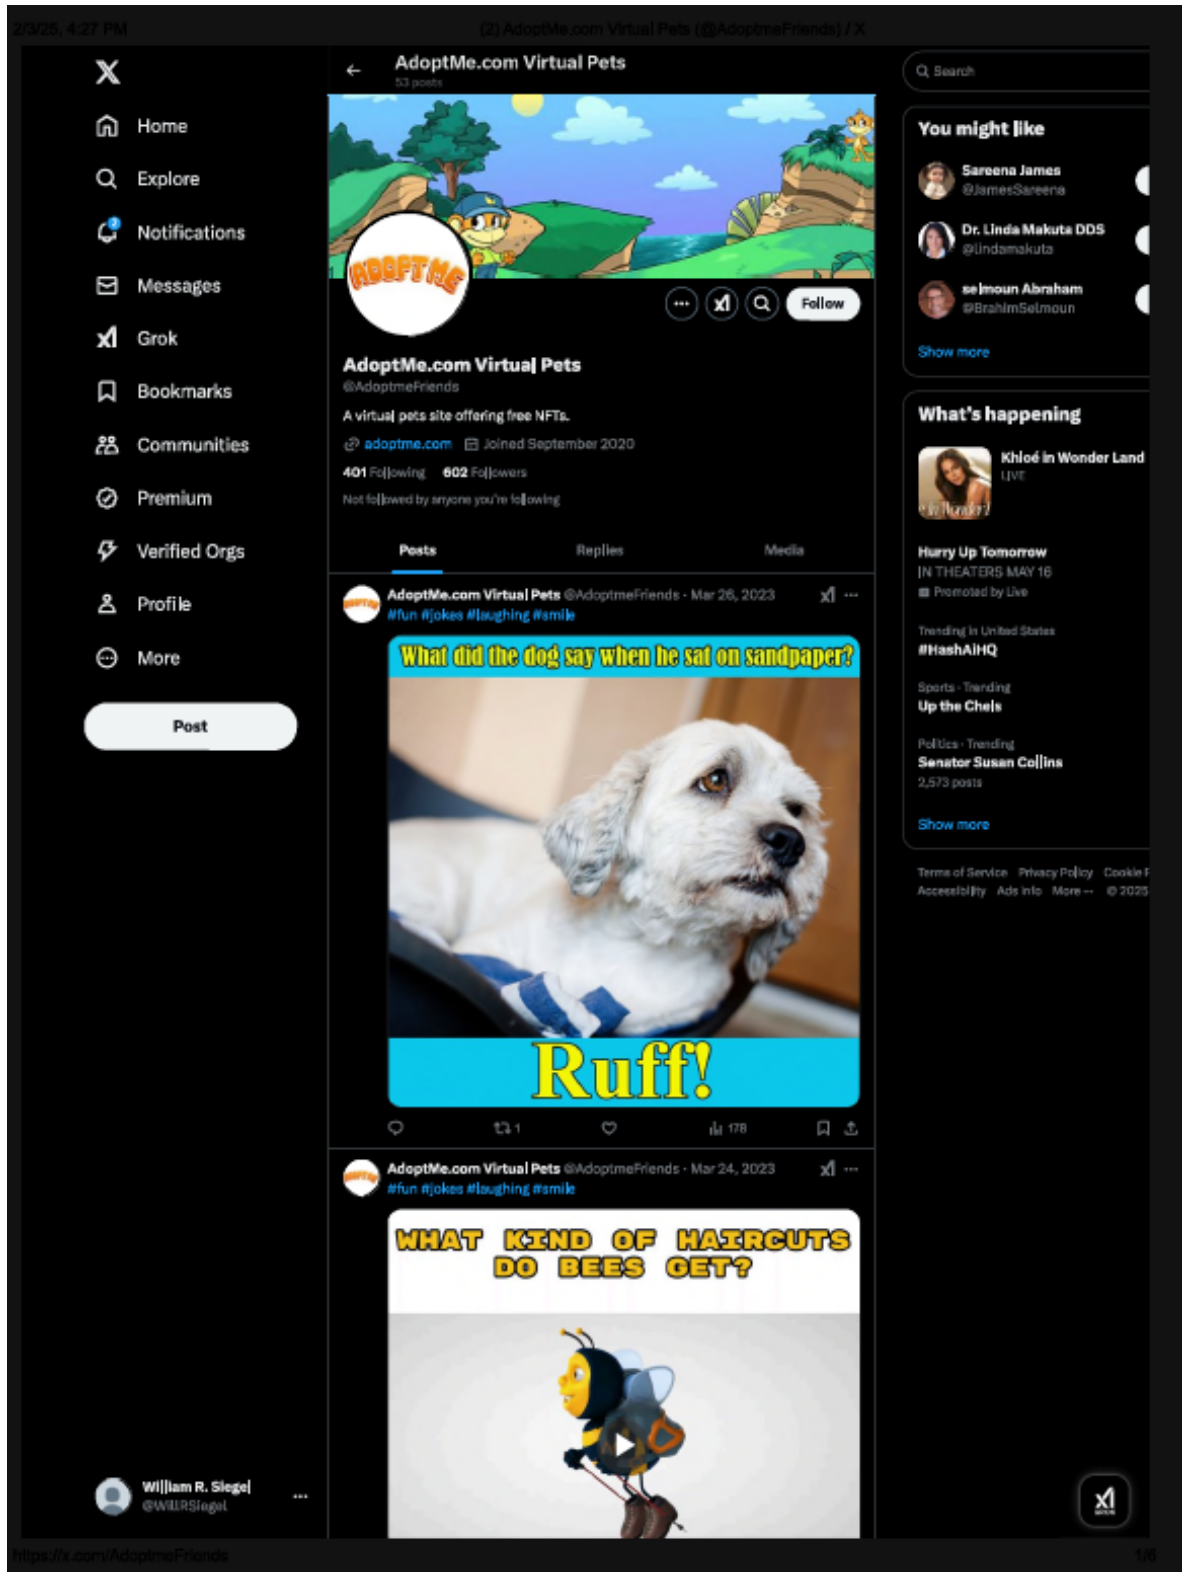 2/3/25, 4:27 PM
(2) AdoptMe.com Virtual Pets (@AdoptmeFriends) / X
Home
Explore
2
Notifications
Messages
Grok
Bookmarks
Communities
Premium
Verified Orgs
Profile
More
Post
William R. Siegel
@WillRSiegel
AdoptMe.com Virtual Pets
53 posts
ADOPT ME
Follow
AdoptMe.com Virtual Pets
@AdoptmeFriends
A virtual pets site offering free NFTs.
adoptme.com Joined September 2020
401 Following 602 Followers
Not followed by anyone you're following
Posts Replies Media
AdoptMe.com Virtual Pets @AdoptmeFriends · Mar 26, 2023
#fun #jokes #laughing #smile
What did the dog say when he sat on sandpaper?
Ruff!
1 178
AdoptMe.com Virtual Pets @AdoptmeFriends · Mar 24, 2023
#fun #jokes #laughing #smile
WHAT KIND OF HAIRCUTS
DO BEES GET?
Search
You might like
Sareena James
@JamesSareena
Dr. Linda Makuta DDS
@lindamakuta
selmoun Abraham
@BrahimSelmoun
Show more
What's happening
Khloé in Wonder Land
LIVE
Hurry Up Tomorrow
IN THEATERS MAY 16
Promoted by Live
Trending in United States
#HashAiHQ
Sports · Trending
Up the Chels
Politics · Trending
Senator Susan Collins
2,573 posts
Show more
Terms of Service Privacy Policy Cookie P
Accessibility Ads info More ··· © 2025
https://x.com/AdoptmeFriends
1/6